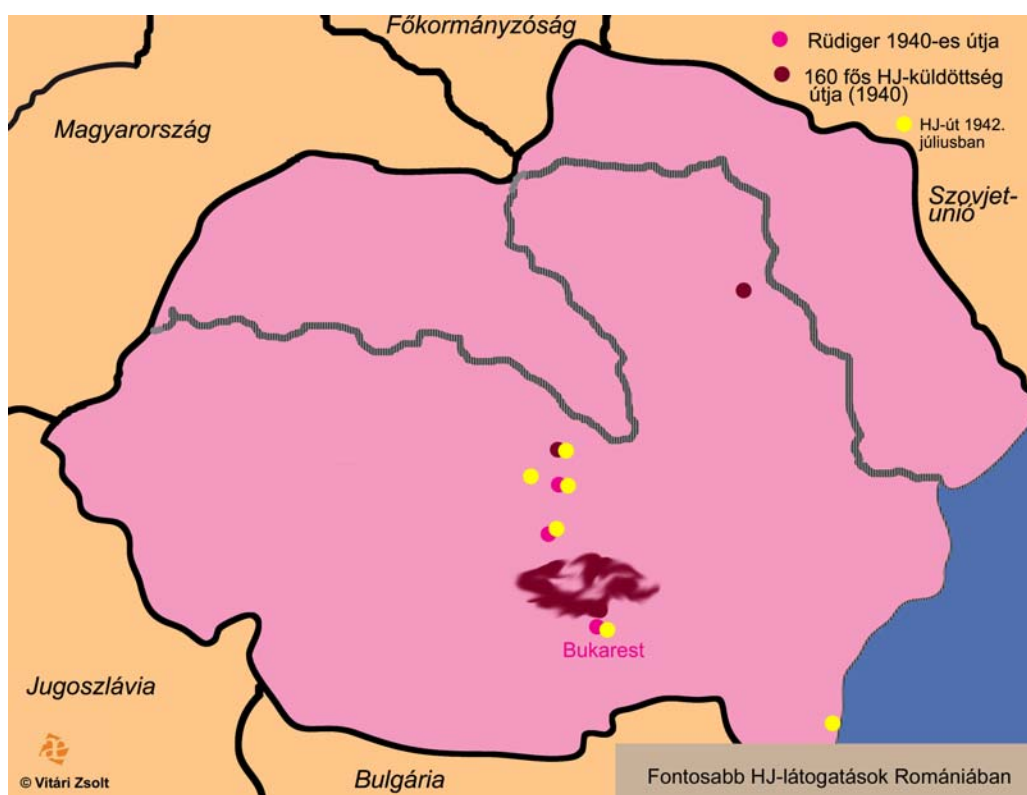 Főkormányzóság
Rüdiger 1940-es útja
160 fős HJ-küldöttség
útja (1940)
HJ-út 1942.
júliusban
Magyarország
Szovjet-
unió
Bukarest
Jugoszlávia
Bulgária
© Vitári Zsolt
Fontosabb HJ-látogatások Romániában